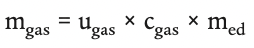 m_gas = u_gas × c_gas × m_ed